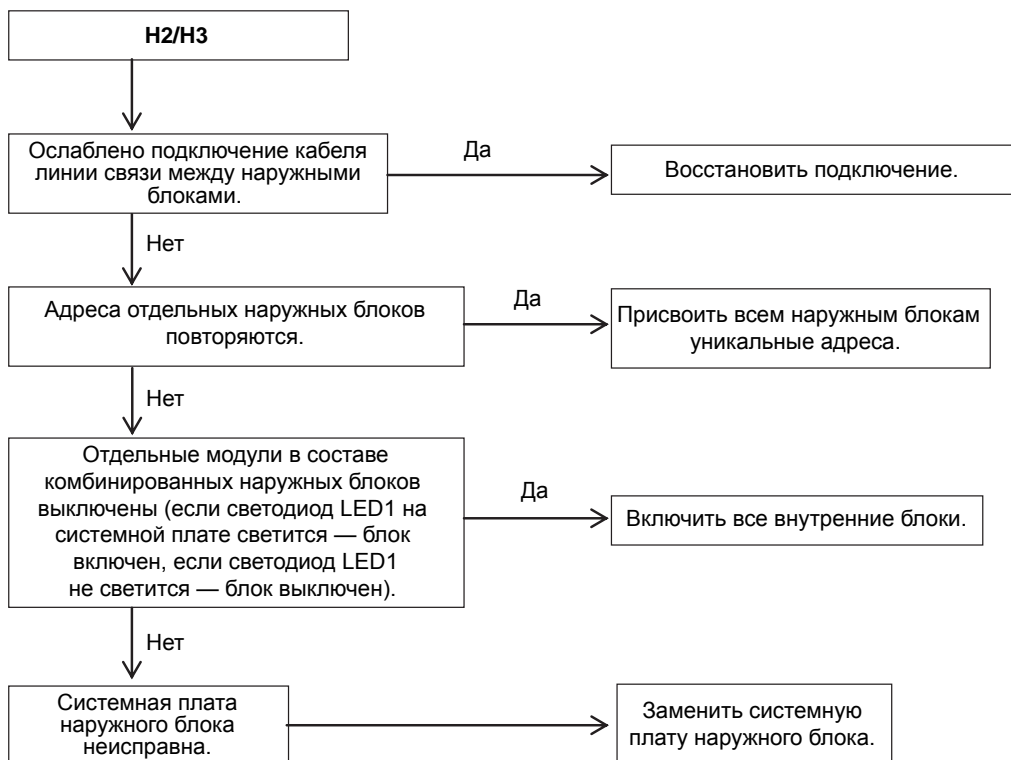 H2/H3
Ослаблено подключение кабеля
линии связи между наружными
блоками.
Да
Восстановить подключение.
Нет
Адреса отдельных наружных блоков
повторяются.
Да
Присвоить всем наружным блокам
уникальные адреса.
Нет
Отдельные модули в составе
комбинированных наружных блоков
выключены (если светодиод LED1 на
системной плате светится — блок
включен, если светодиод LED1
не светится — блок выключен).
Да
Включить все внутренние блоки.
Нет
Системная плата
наружного блока
неисправна.
Заменить системную
плату наружного блока.